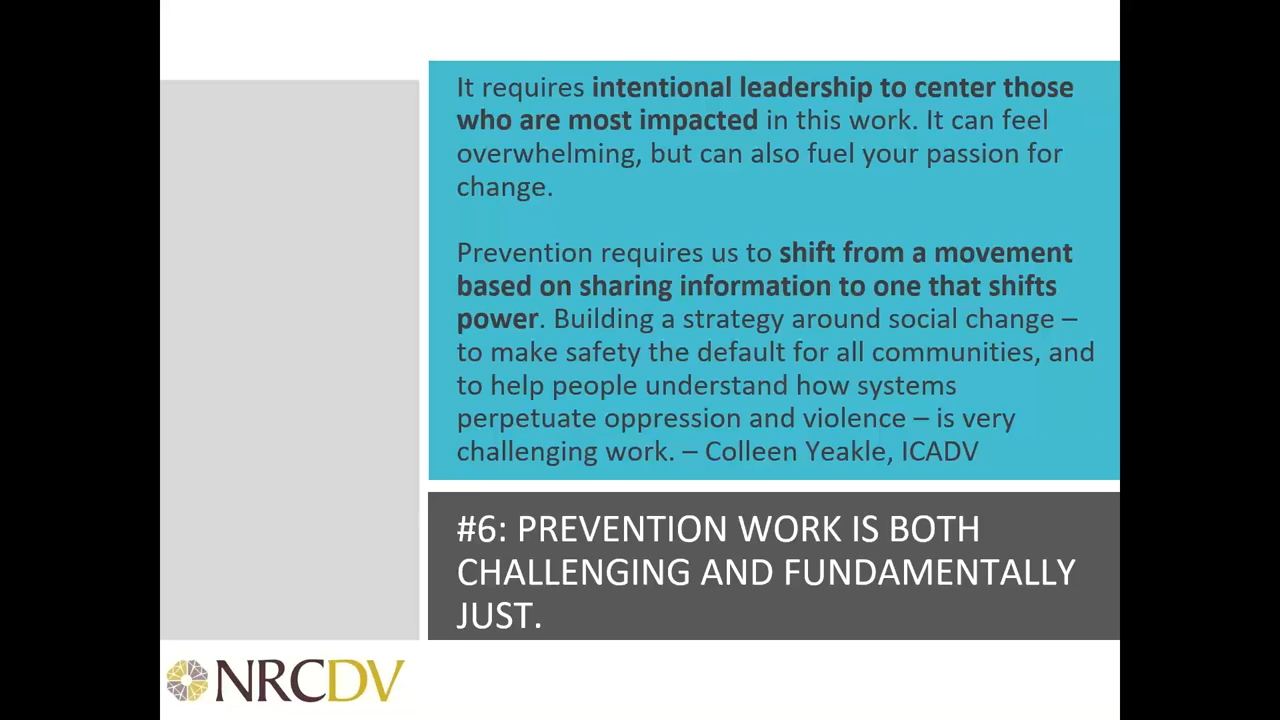 It requires intentional leadership to center those
who are most impacted in this work. It can feel
overwhelming, but can also fuel your passion for
change.
Prevention requires us to shift from a movement
based on sharing information to one that shifts
power. Building a strategy around social change –
to make safety the default for all communities, and
to help people understand how systems
perpetuate oppression and violence – is very
challenging work. – Colleen Yeakle, ICADV
#6: PREVENTION WORK IS BOTH
CHALLENGING AND FUNDAMENTALLY
JUST.
NRCDV